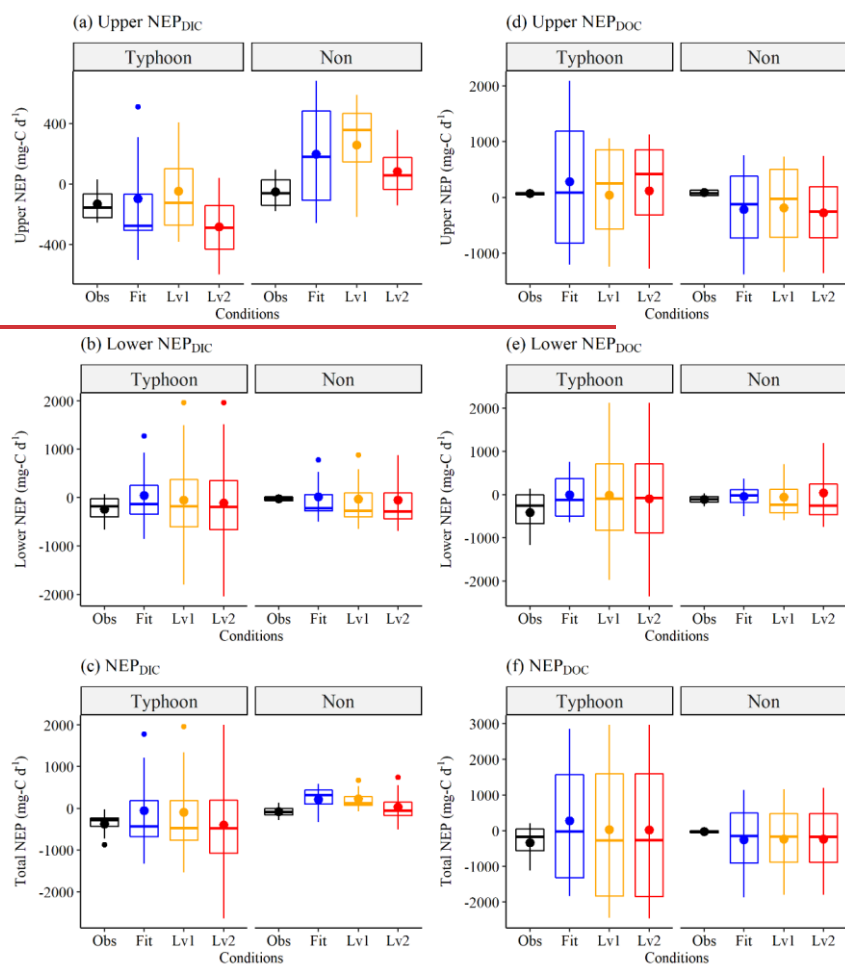 (a) Upper NEPDIC
Typhoon Non
Upper NEP (mg-C d⁻¹)
400
0
-400
Obs Fit Lv1 Lv2 Obs Fit Lv1 Lv2
Conditions
(d) Upper NEPDOC
Typhoon Non
Upper NEP (mg-C d⁻¹)
2000
1000
0
-1000
Obs Fit Lv1 Lv2 Obs Fit Lv1 Lv2
Conditions
(b) Lower NEPDIC
Typhoon Non
Lower NEP (mg-C d⁻¹)
2000
1000
0
-1000
-2000
Obs Fit Lv1 Lv2 Obs Fit Lv1 Lv2
Conditions
(e) Lower NEPDOC
Typhoon Non
Lower NEP (mg-C d⁻¹)
2000
1000
0
-1000
-2000
Obs Fit Lv1 Lv2 Obs Fit Lv1 Lv2
Conditions
(c) NEPDIC
Typhoon Non
Total NEP (mg-C d⁻¹)
2000
1000
0
-1000
-2000
Obs Fit Lv1 Lv2 Obs Fit Lv1 Lv2
Conditions
(f) NEPDOC
Typhoon Non
Total NEP (mg-C d⁻¹)
3000
2000
1000
0
-1000
-2000
Obs Fit Lv1 Lv2 Obs Fit Lv1 Lv2
Conditions